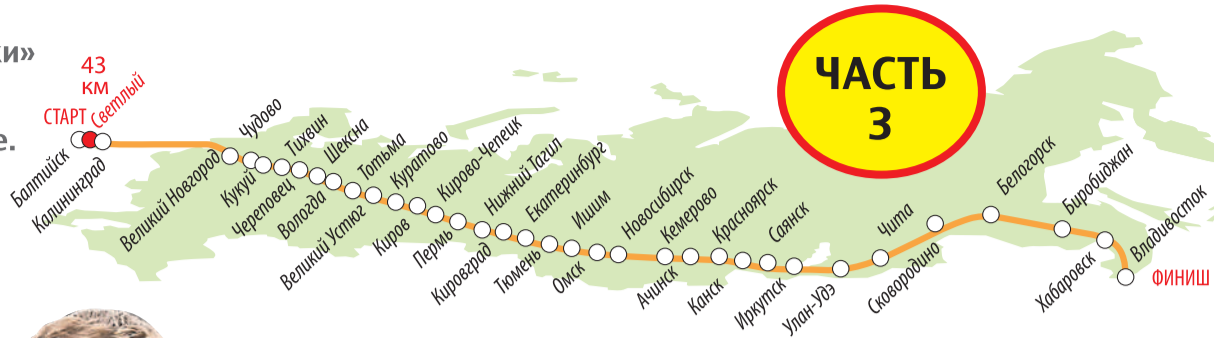 ки»
43
км
СТАРТ
Светлый
е.
Балтийск
Калининград
Великий Новгород
Чудово
Кукуй
Тихвин
Череповец
Шексна
Вологда
Тотьма
Великий Устюг
Куратово
Киров
Кирово-Чепецк
Пермь
Нижний Тагил
Кировград
Екатеринбург
Тюмень
Ишим
Омск
Новосибирск
Кемерово
Ачинск
Красноярск
Канск
Саянск
Иркутск
Улан-Удэ
Чита
Сковородино
Белогорск
Биробиджан
Хабаровск
Владивосток
ФИНИШ
ЧАСТЬ
3